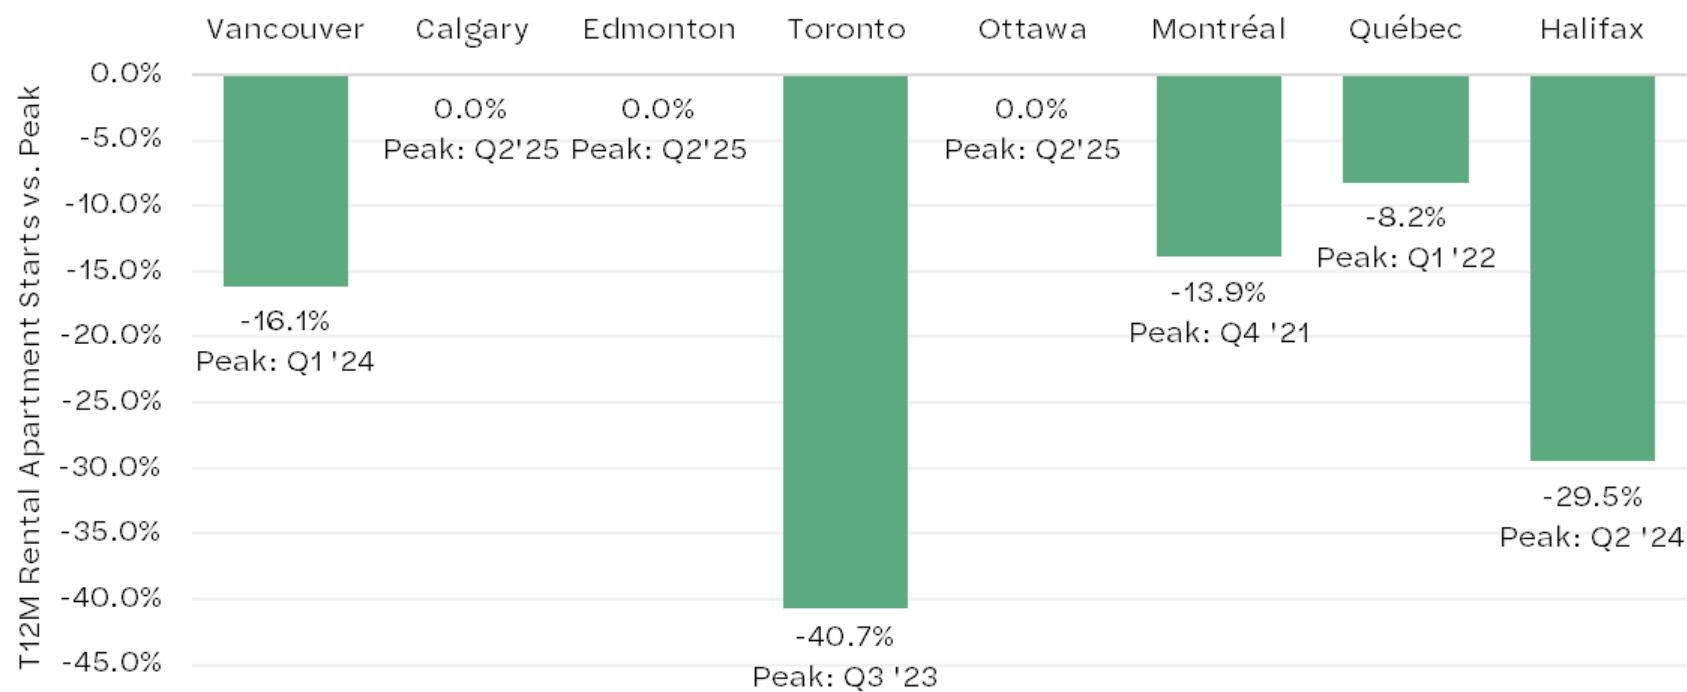 Vancouver Calgary Edmonton Toronto Ottawa Montréal Québec Halifax
T12M Rental Apartment Starts vs. Peak
0.0%
-5.0%
-10.0%
-15.0%
-20.0%
-25.0%
-30.0%
-35.0%
-40.0%
-45.0%
-16.1%
Peak: Q1 '24
0.0%
Peak: Q2'25
0.0%
Peak: Q2'25
-40.7%
Peak: Q3 '23
0.0%
Peak: Q2'25
-13.9%
Peak: Q4 '21
-8.2%
Peak: Q1 '22
-29.5%
Peak: Q2 '24